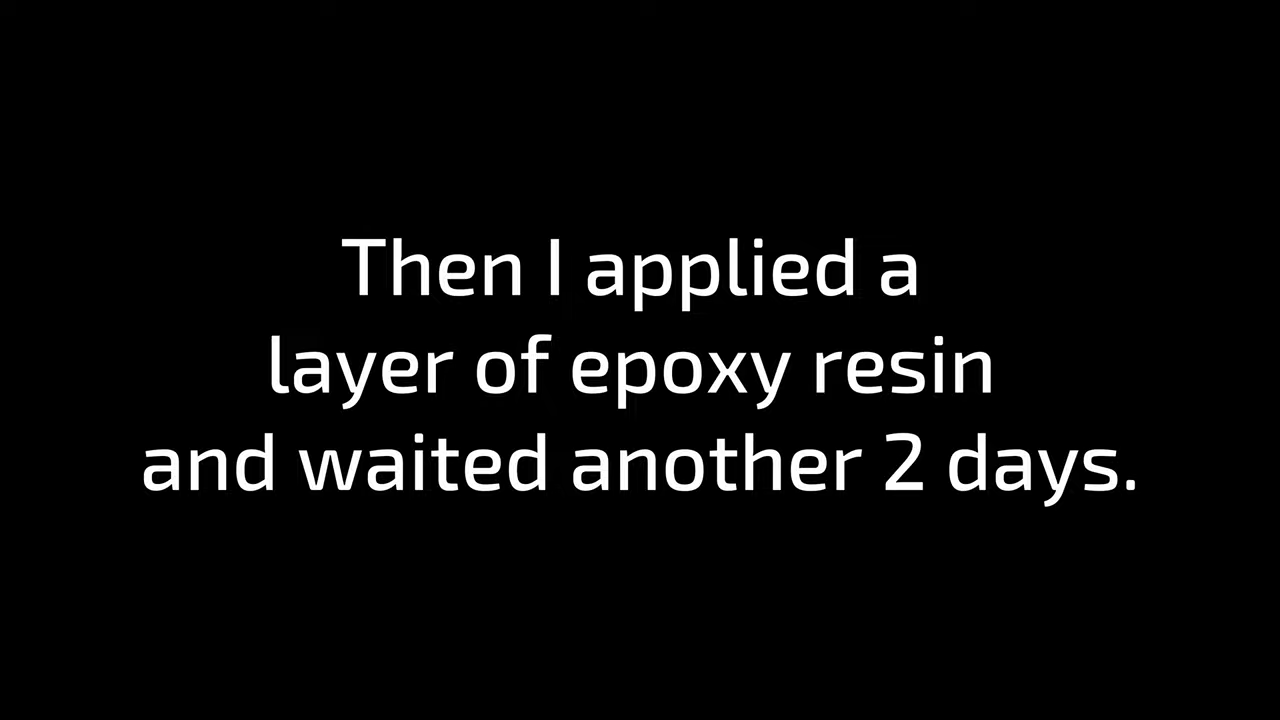 Then I applied a
layer of epoxy resin
and waited another 2 days.